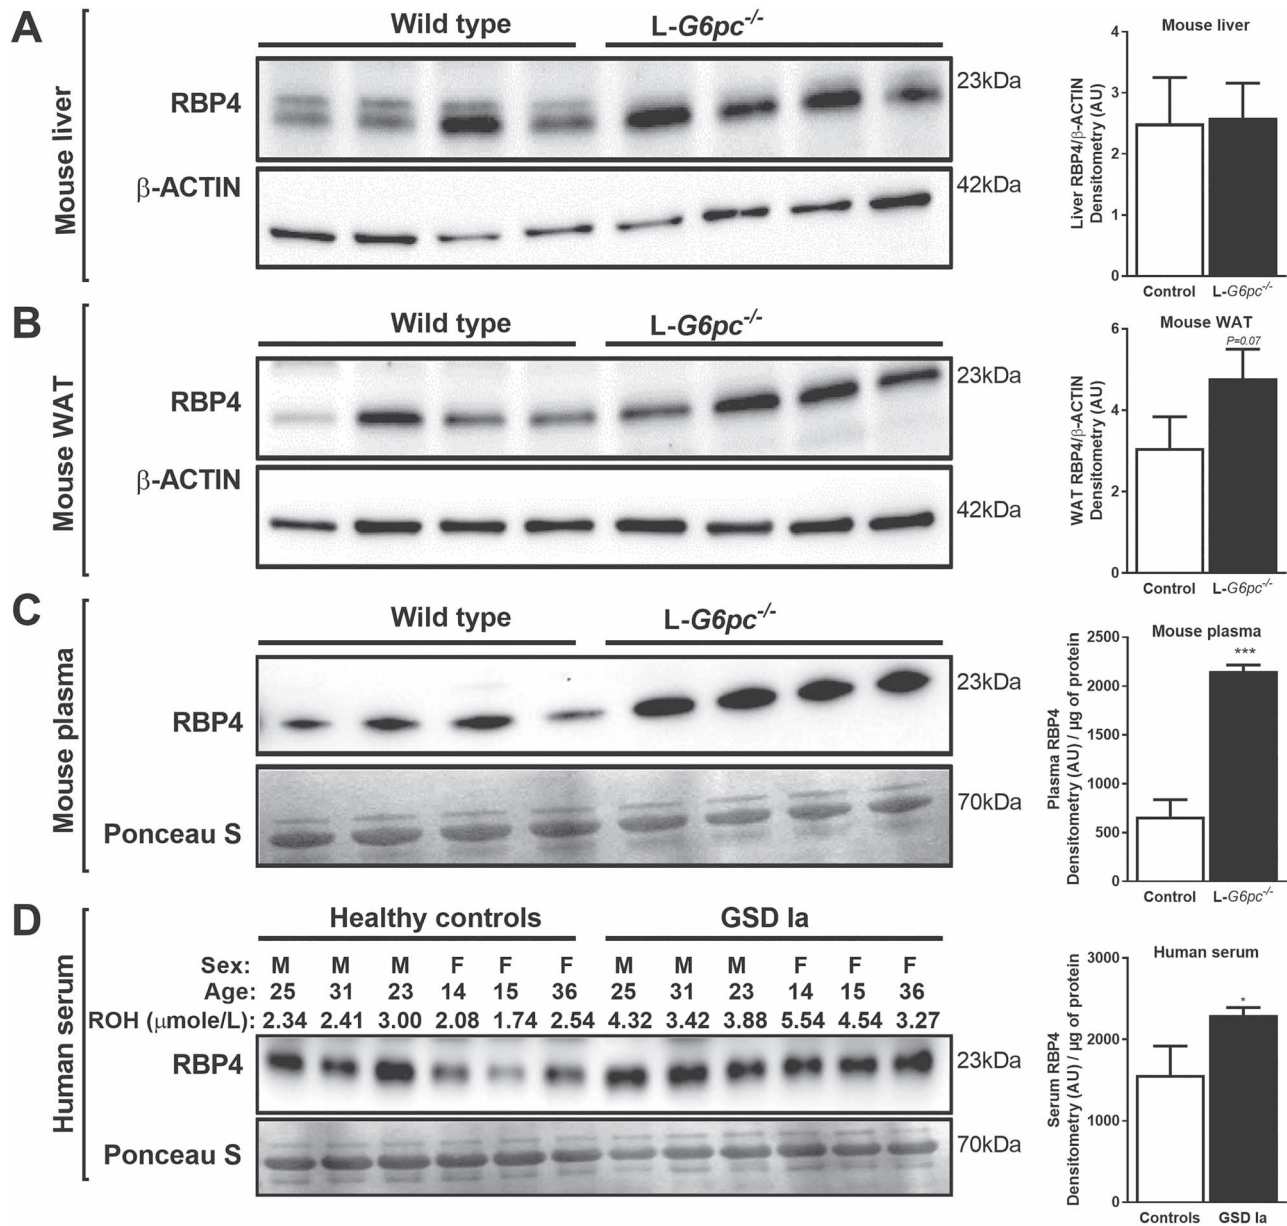 A
Mouse liver
Wild type
L-G6pc-/-
RBP4
23kDa
β-ACTIN
42kDa
Mouse liver
Liver RBP4/β-ACTIN
Densitometry (AU)
4
3
2
1
0
Control
L-G6pc-/-
B
Mouse WAT
Wild type
L-G6pc-/-
RBP4
23kDa
β-ACTIN
42kDa
Mouse WAT
P=0.07
WAT RBP4/β-ACTIN
Densitometry (AU)
6
4
2
0
Control
L-G6pc-/-
C
Mouse plasma
Wild type
L-G6pc-/-
RBP4
23kDa
Ponceau S
70kDa
Mouse plasma
***
Plasma RBP4
Densitometry (AU) / µg of protein
2500
2000
1500
1000
500
0
Control
L-G6pc-/-
D
Human serum
Healthy controls
GSD Ia
Sex: M M M F F F M M M F F F
Age: 25 31 23 14 15 36 25 31 23 14 15 36
ROH (µmole/L): 2.34 2.41 3.00 2.08 1.74 2.54 4.32 3.42 3.88 5.54 4.54 3.27
RBP4
23kDa
Ponceau S
70kDa
Human serum
*
Serum RBP4
Densitometry (AU) / µg of protein
3000
2000
1000
0
Controls
GSD Ia